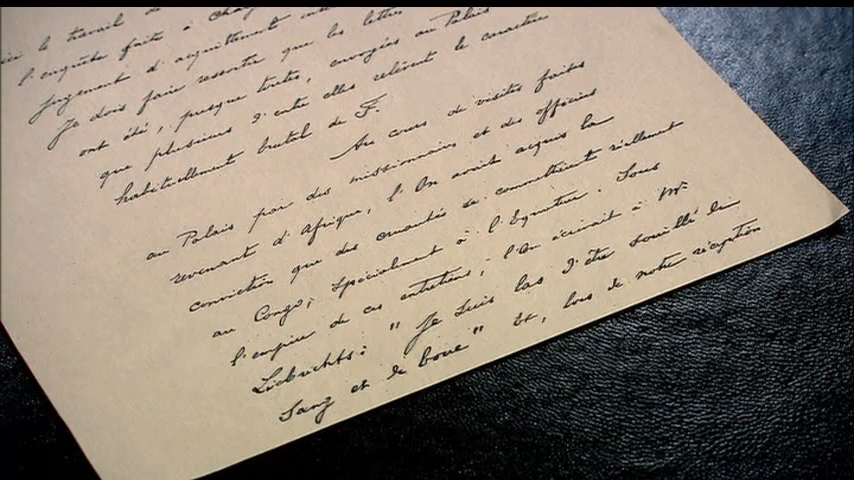 le travail de
l'enquête faite à
jugement d'acquittement
Je dois faire ressortir que les lettres
ont été, presque toutes, envoyées au Palais
que plusieurs d'entre elles relèvent le caractère
habituellement brutal de F.
Au cours de visites faites
au Palais par des missionnaires et des officiers
revenant d'Afrique, l'On avait acquis la
conviction que des cruautés se commettaient réellement
au Congo, spécialement à l'Equateur. Sous
l'empire de ces entretiens, l'On écrivait à Mr
Liebrechts: "Je suis las d'être souillé de
sang et de boue" Et, lors de notre réception